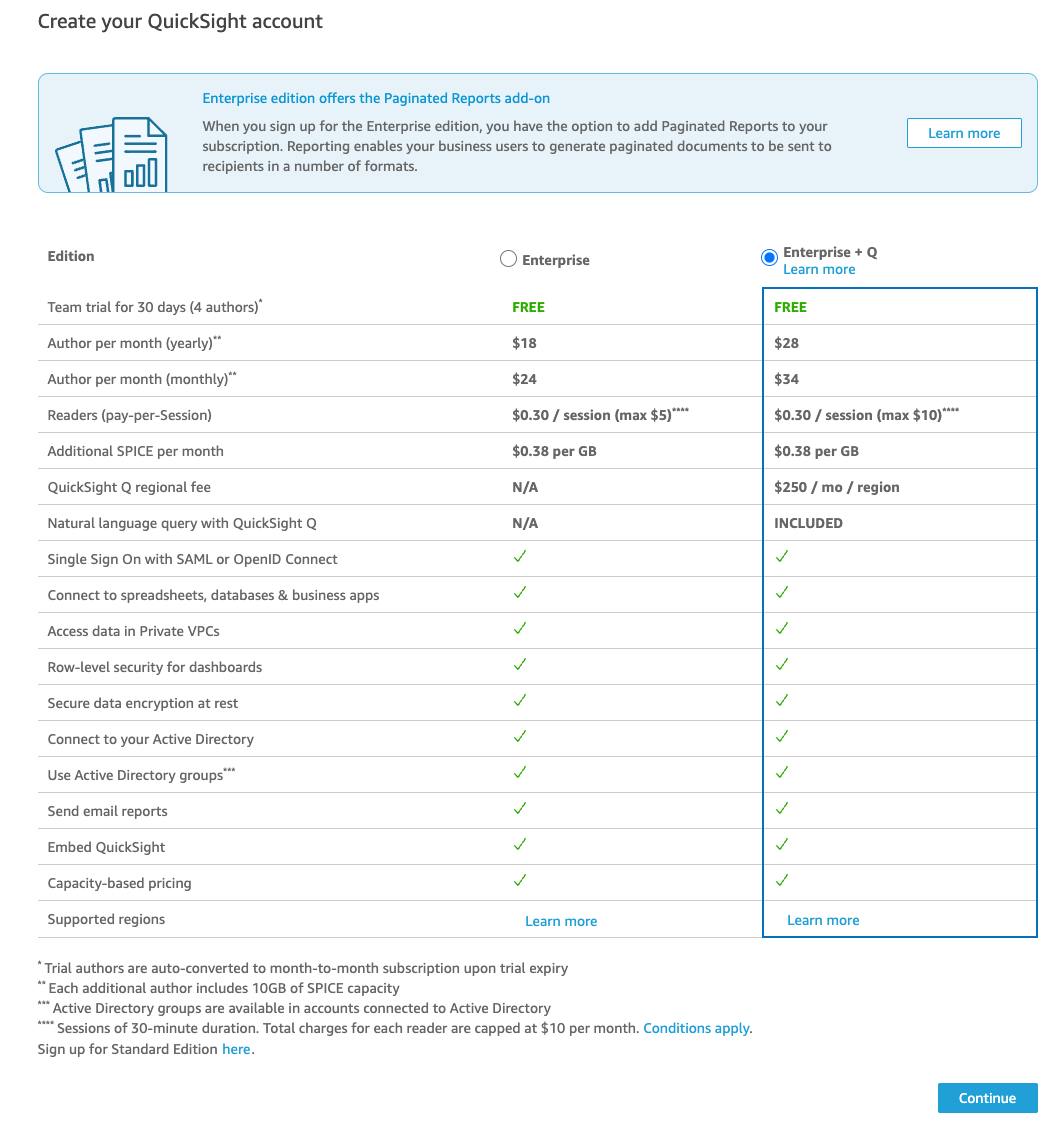 Create your QuickSight account
Enterprise edition offers the Paginated Reports add-on
When you sign up for the Enterprise edition, you have the option to add Paginated Reports to your
subscription. Reporting enables your business users to generate paginated documents to be sent to
recipients in a number of formats.
Learn more
Edition Enterprise Enterprise + Q
Learn more
Team trial for 30 days (4 authors)* FREE FREE
Author per month (yearly)** $18 $28
Author per month (monthly)** $24 $34
Readers (pay-per-Session) $0.30 / session (max $5)**** $0.30 / session (max $10)****
Additional SPICE per month $0.38 per GB $0.38 per GB
QuickSight Q regional fee N/A $250 / mo / region
Natural language query with QuickSight Q N/A INCLUDED
Single Sign On with SAML or OpenID Connect
Connect to spreadsheets, databases & business apps
Access data in Private VPCs
Row-level security for dashboards
Secure data encryption at rest
Connect to your Active Directory
Use Active Directory groups***
Send email reports
Embed QuickSight
Capacity-based pricing
Supported regions Learn more Learn more
* Trial authors are auto-converted to month-to-month subscription upon trial expiry
** Each additional author includes 10GB of SPICE capacity
*** Active Directory groups are available in accounts connected to Active Directory
**** Sessions of 30-minute duration. Total charges for each reader are capped at $10 per month. Conditions apply.
Sign up for Standard Edition here.
Continue